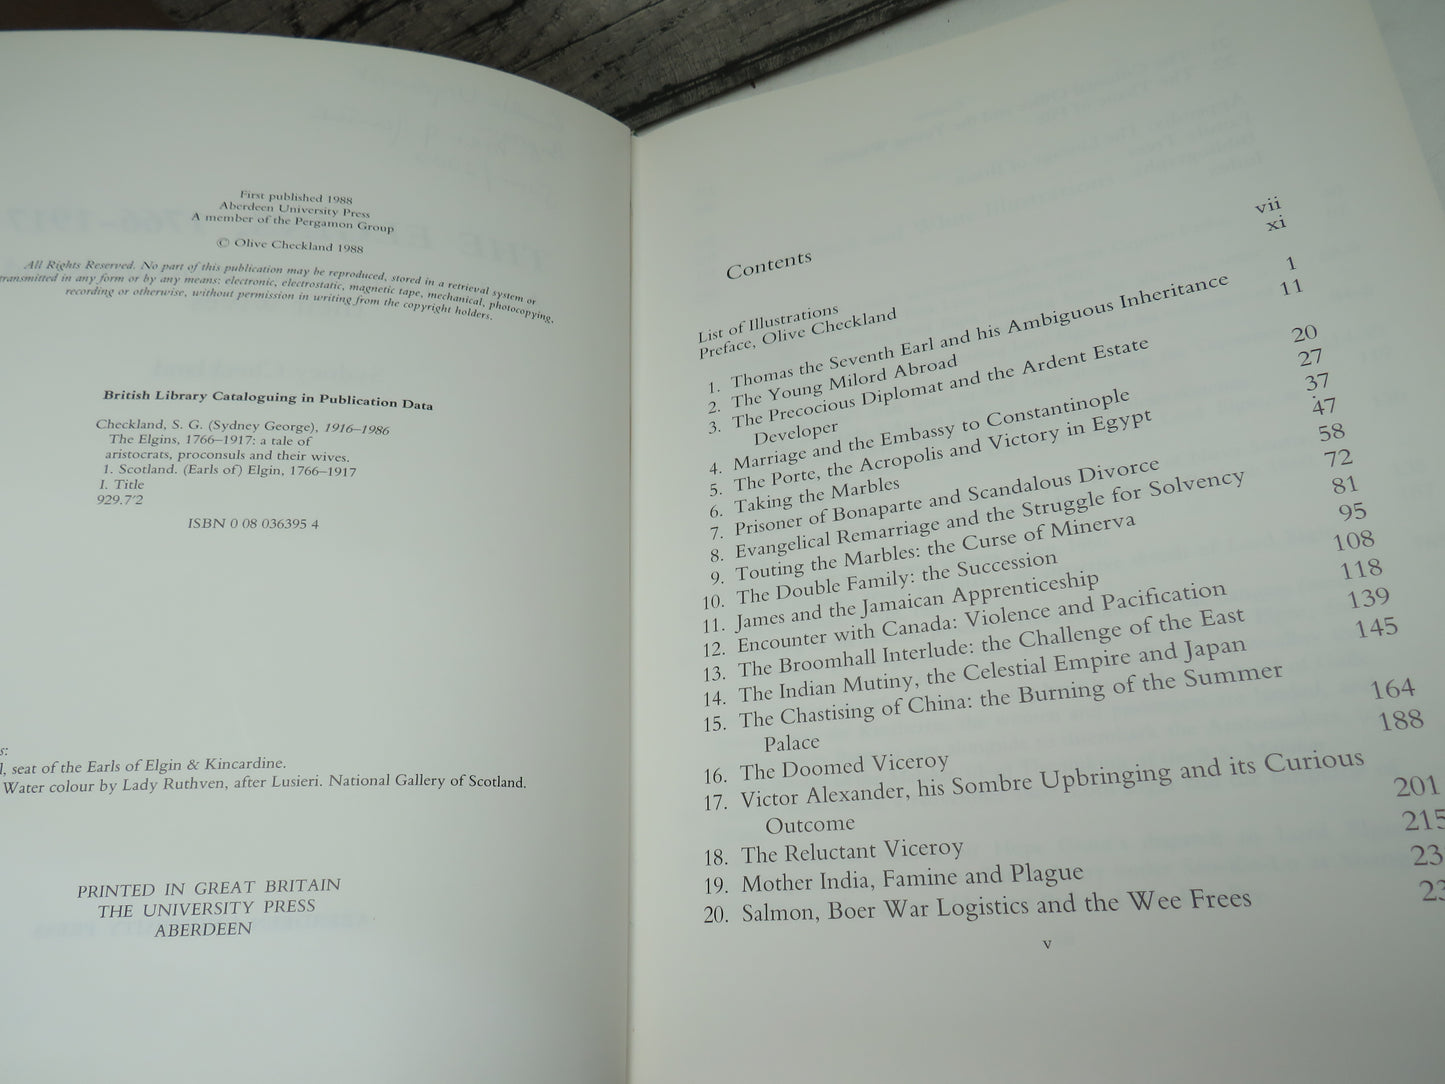 First published 1988
Aberdeen University Press
A member of the Pergamon Group
© Olive Checkland 1988
All Rights Reserved. No part of this publication may be reproduced, stored in a retrieval system or
transmitted in any form or by any means: electronic, electrostatic, magnetic tape, mechanical, photocopying,
recording or otherwise, without permission in writing from the copyright holders.
British Library Cataloguing in Publication Data
Checkland, S. G. (Sydney George), 1916–1986
The Elgins, 1766–1917: a tale of
aristocrats, proconsuls and their wives.
1. Scotland. (Earls of) Elgin, 1766–1917
I. Title
929.7'2
ISBN 0 08 036395 4
s:
l, seat of the Earls of Elgin & Kincardine.
Water colour by Lady Ruthven, after Lusieri. National Gallery of Scotland.
PRINTED IN GREAT BRITAIN
THE UNIVERSITY PRESS
ABERDEEN
Contents
List of Illustrations vii
Preface, Olive Checkland xi
1. Thomas the Seventh Earl and his Ambiguous Inheritance 1
2. The Young Milord Abroad 11
3. The Precocious Diplomat and the Ardent Estate
Developer 20
4. Marriage and the Embassy to Constantinople 27
5. The Porte, the Acropolis and Victory in Egypt 37
6. Taking the Marbles 47
7. Prisoner of Bonaparte and Scandalous Divorce 58
8. Evangelical Remarriage and the Struggle for Solvency 72
9. Touting the Marbles: the Curse of Minerva 81
10. The Double Family: the Succession 95
11. James and the Jamaican Apprenticeship 108
12. Encounter with Canada: Violence and Pacification 118
13. The Broomhall Interlude: the Challenge of the East 139
14. The Indian Mutiny, the Celestial Empire and Japan 145
15. The Chastising of China: the Burning of the Summer
Palace 164
16. The Doomed Viceroy 188
17. Victor Alexander, his Sombre Upbringing and its Curious
Outcome 201
18. The Reluctant Viceroy 215
19. Mother India, Famine and Plague 23
20. Salmon, Boer War Logistics and the Wee Frees 23
v